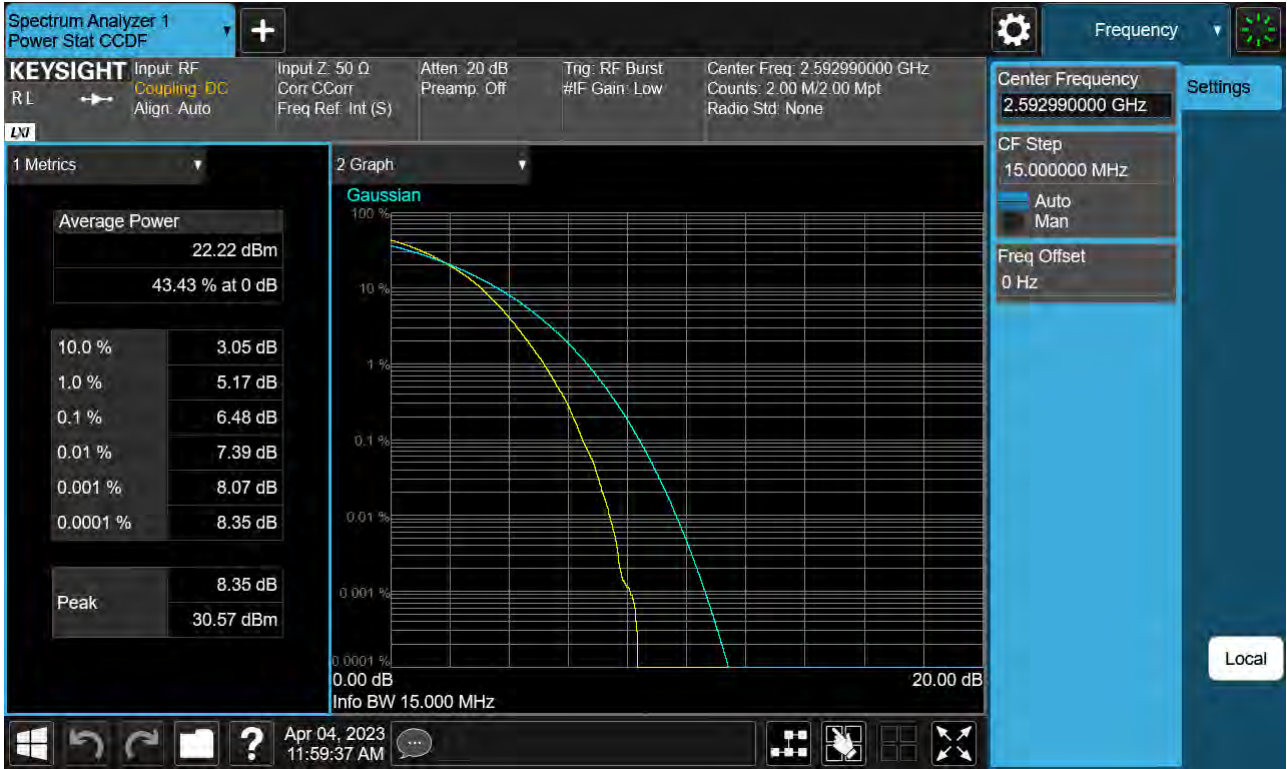 Spectrum Analyzer 1
Power Stat CCDF
+
Frequency
KEYSIGHT
R L
LXI
Input: RF
Coupling: DC
Align: Auto
Input Z: 50 Ω
Corr CCorr
Freq Ref: Int (S)
Atten: 20 dB
Preamp: Off
Trig: RF Burst
#IF Gain: Low
Center Freq: 2.592990000 GHz
Counts: 2.00 M/2.00 Mpt
Radio Std: None
Center Frequency
2.592990000 GHz
Settings
CF Step
15.000000 MHz
Auto
Man
Freq Offset
0 Hz
1 Metrics
Average Power
22.22 dBm
43.43 % at 0 dB
10.0 % 3.05 dB
1.0 % 5.17 dB
0.1 % 6.48 dB
0.01 % 7.39 dB
0.001 % 8.07 dB
0.0001 % 8.35 dB
Peak
8.35 dB
30.57 dBm
2 Graph
Gaussian
100 %
10 %
1 %
0.1 %
0.01 %
0.001 %
0.0001 %
0.00 dB 20.00 dB
Info BW 15.000 MHz
Local
?
Apr 04, 2023
11:59:37 AM